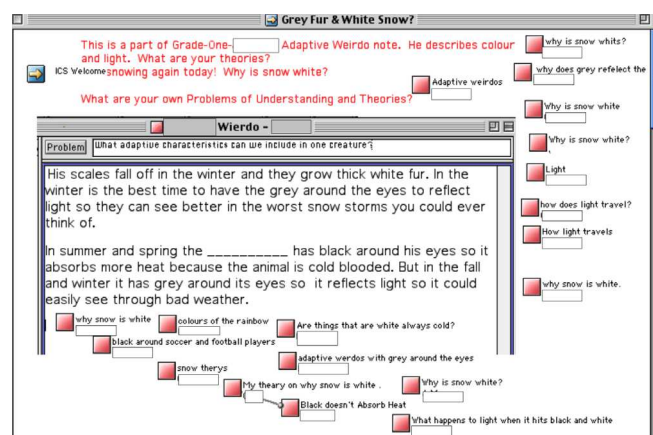 Grey Fur & White Snow?
This is a part of Grade-One- Adaptive Weirdo note. He describes colour
and light. What are your theories?
ICS Welcome snowing again today! Why is snow white?
What are your own Problems of Understanding and Theories?
Adaptive weirdos
why is snow whits?
why does grey refelect the
Why is snow white
Why is snow white?
Light
how does light travel?
How light travels
why snow is white.
Wierdo -
Problem
What adaptive characteristics can we include in one creature?
His scales fall off in the winter and they grow thick white fur. In the
winter is the best time to have the grey around the eyes to reflect
light so they can see better in the worst snow storms you could ever
think of.
In summer and spring the __________ has black around his eyes so it
absorbs more heat because the animal is cold blooded. But in the fall
and winter it has grey around its eyes so it reflects light so it could
easily see through bad weather.
why snow is white
colours of the rainbow
Are things that are white always cold?
black around soccer and football players
adaptive werdos with grey around the eyes
snow therys
My theary on why snow is white .
Why is snow white?
Black doesn't Absorb Heat
What happens to light when it hits black and white